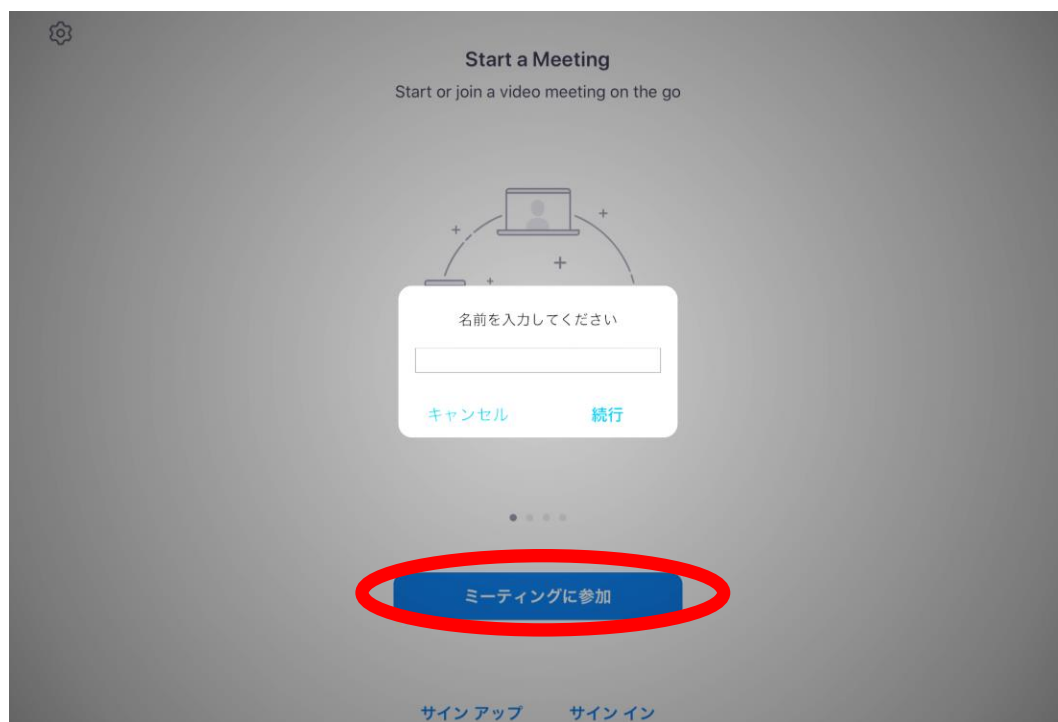 Start a Meeting
Start or join a video meeting on the go
名前を入力してください
キャンセル 続行
ミーティングに参加
サイン アップ サイン イン